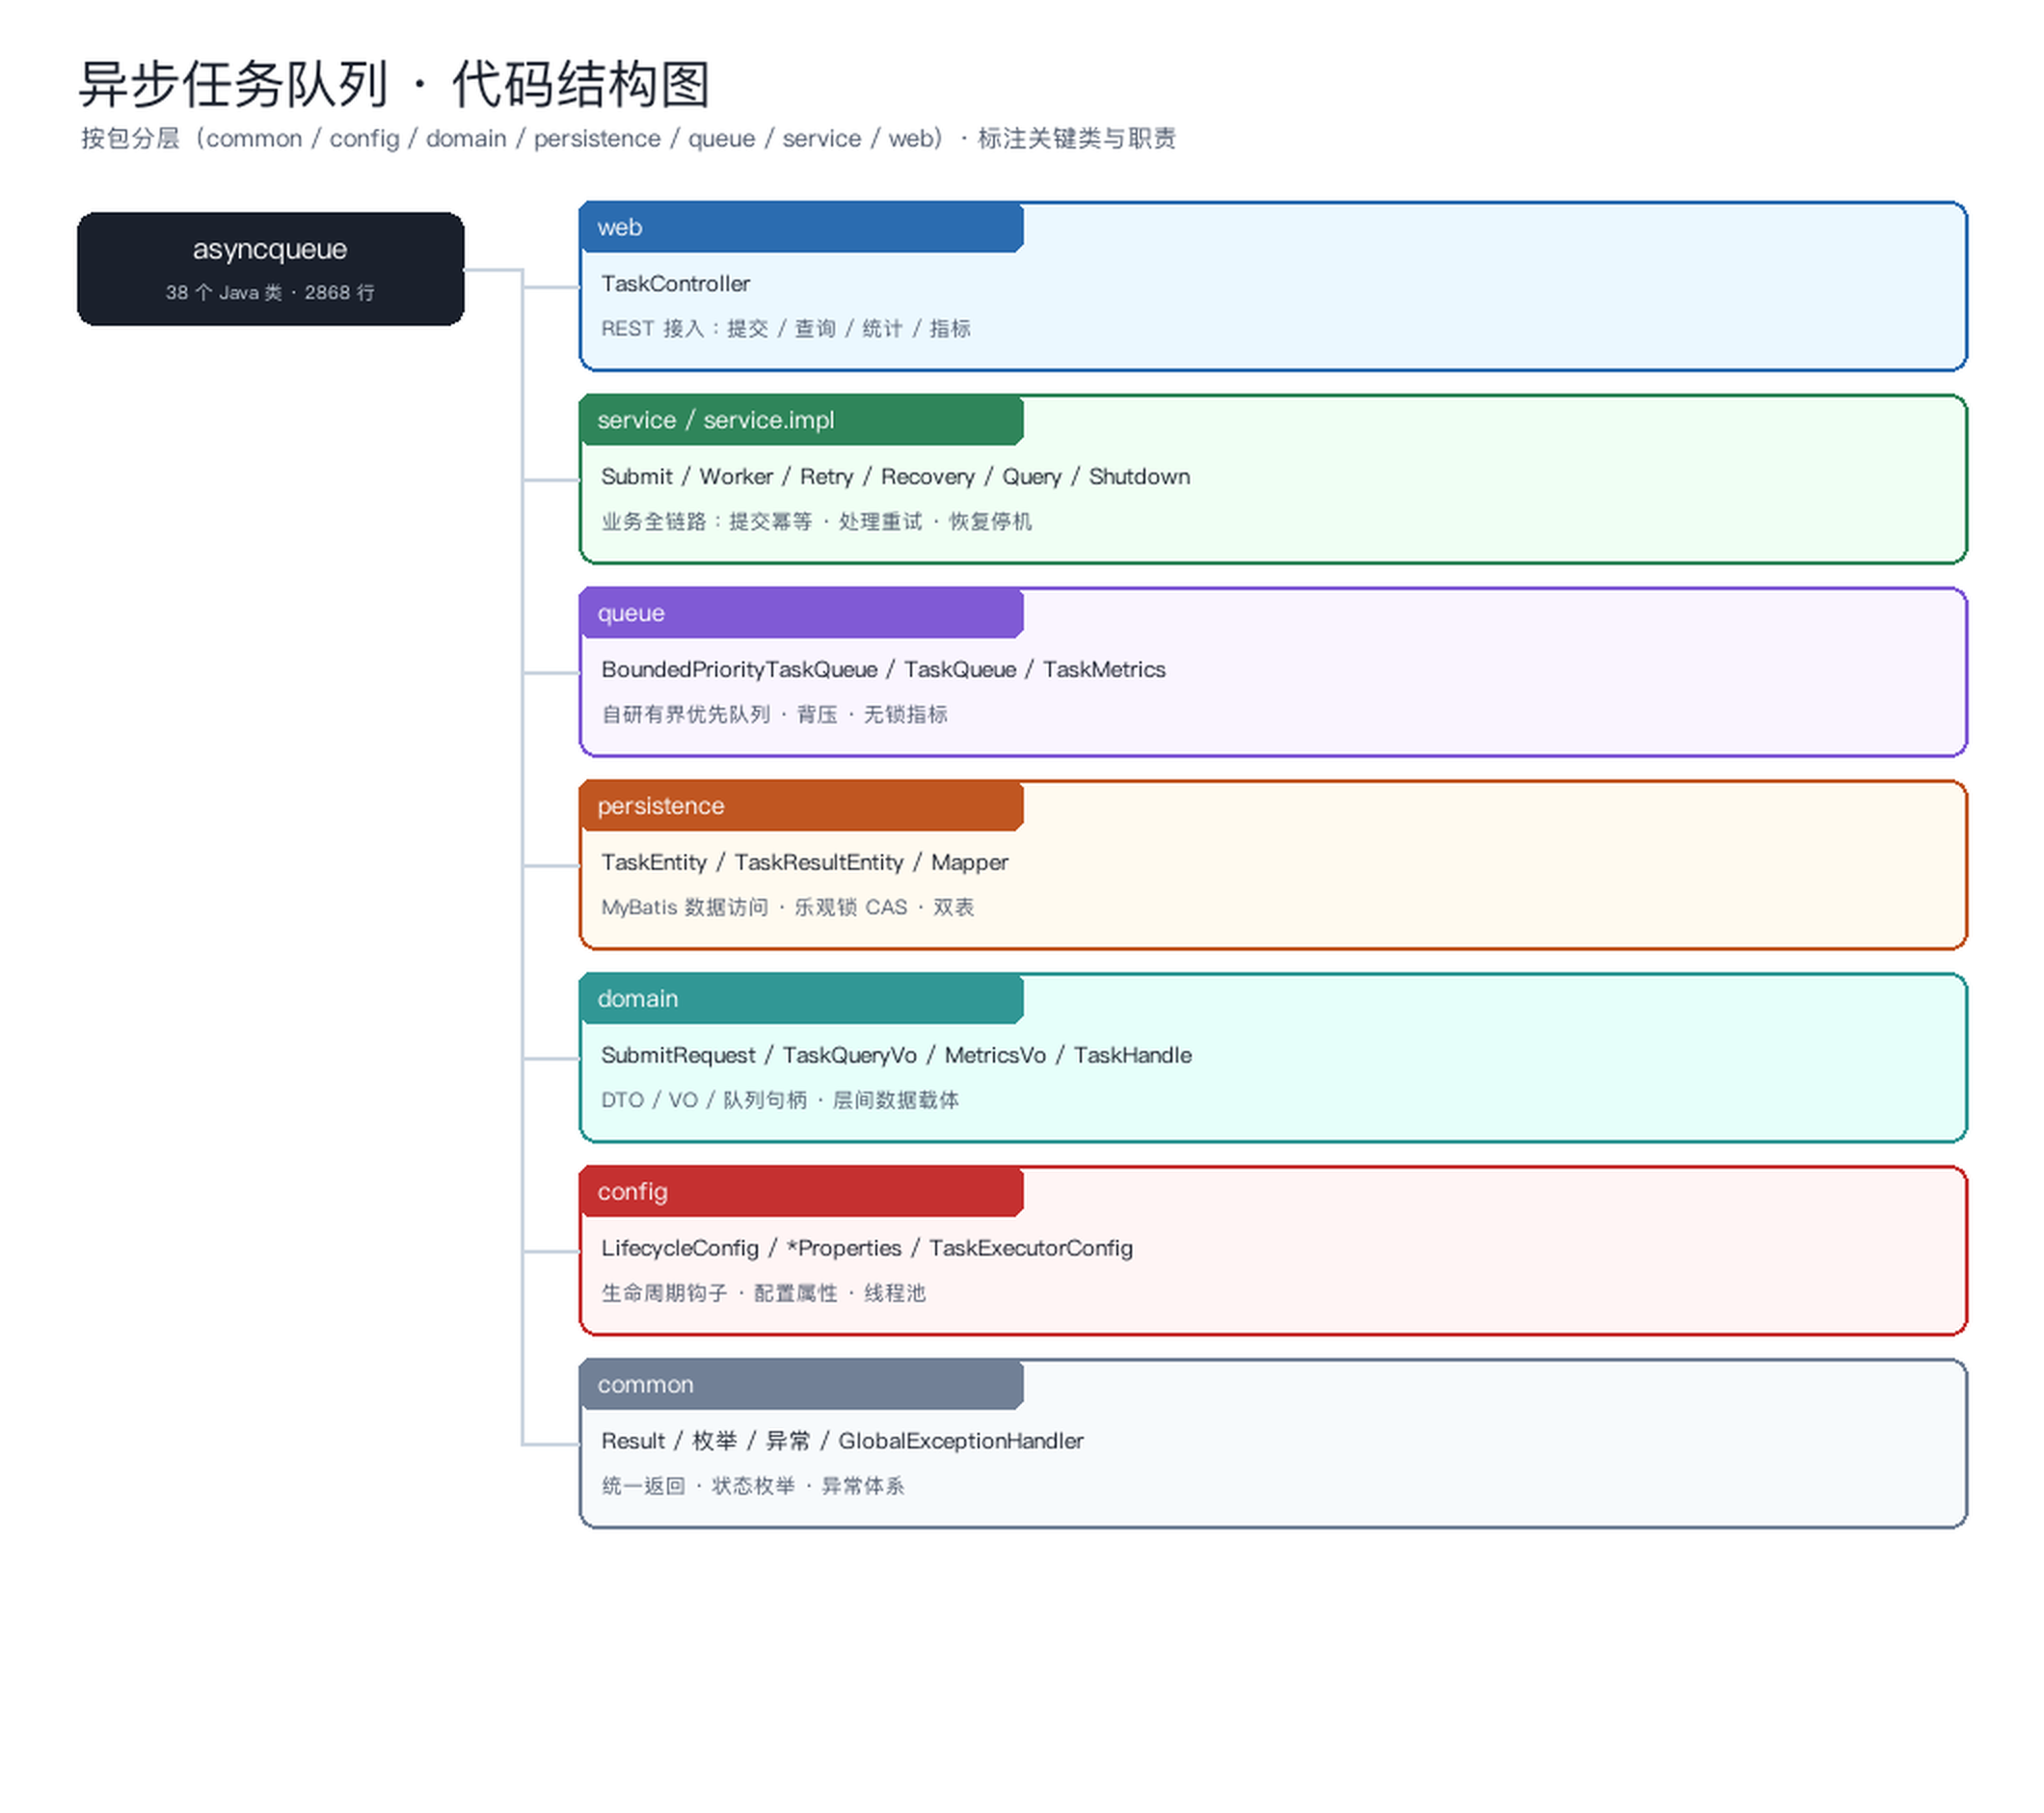 异步任务队列 · 代码结构图
按包分层（common / config / domain / persistence / queue / service / web）· 标注关键类与职责
asyncqueue
38 个 Java 类 · 2868 行
web
TaskController
REST 接入：提交 / 查询 / 统计 / 指标
service / service.impl
Submit / Worker / Retry / Recovery / Query / Shutdown
业务全链路：提交幂等 · 处理重试 · 恢复停机
queue
BoundedPriorityTaskQueue / TaskQueue / TaskMetrics
自研有界优先队列 · 背压 · 无锁指标
persistence
TaskEntity / TaskResultEntity / Mapper
MyBatis 数据访问 · 乐观锁 CAS · 双表
domain
SubmitRequest / TaskQueryVo / MetricsVo / TaskHandle
DTO / VO / 队列句柄 · 层间数据载体
config
LifecycleConfig / *Properties / TaskExecutorConfig
生命周期钩子 · 配置属性 · 线程池
common
Result / 枚举 / 异常 / GlobalExceptionHandler
统一返回 · 状态枚举 · 异常体系